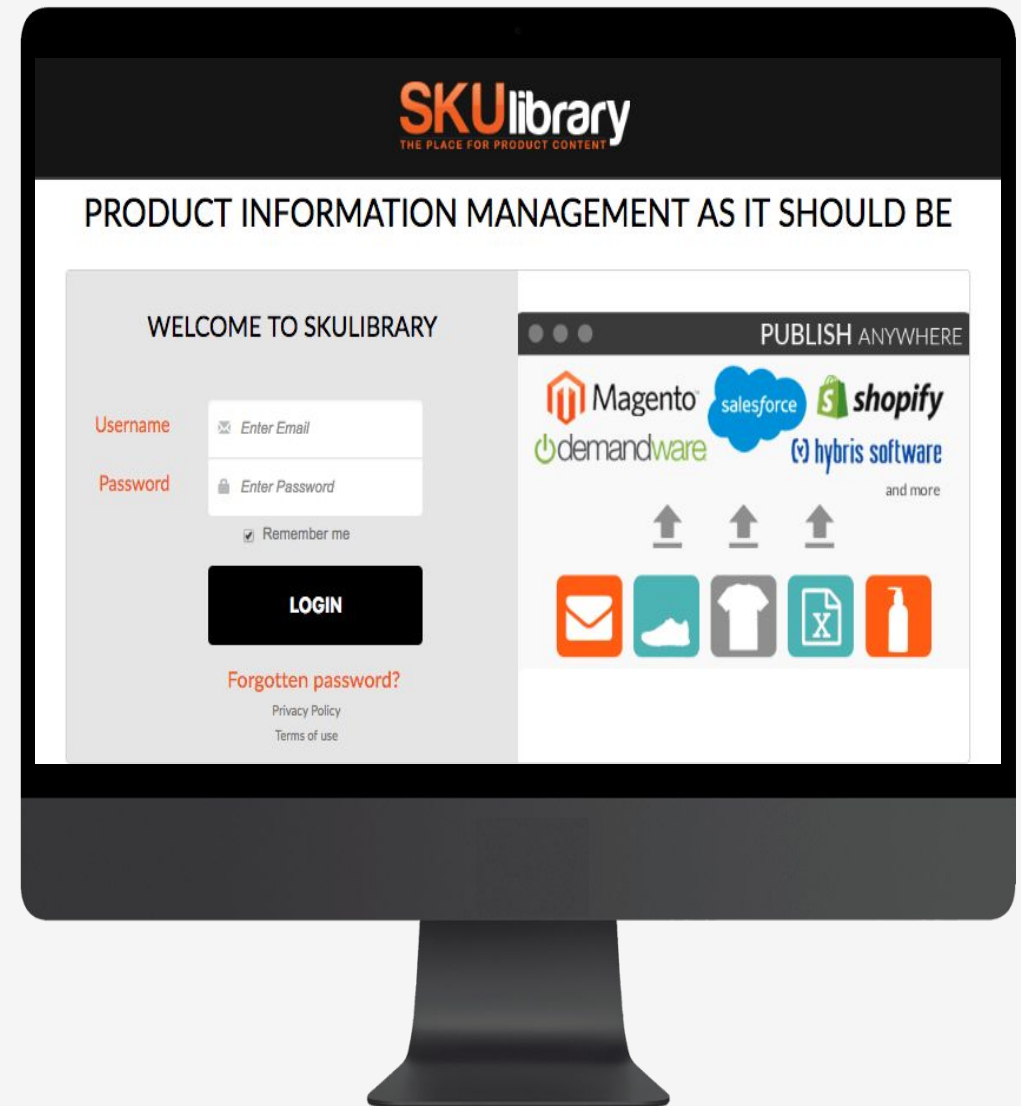 SKUlibrary
THE PLACE FOR PRODUCT CONTENT
PRODUCT INFORMATION MANAGEMENT AS IT SHOULD BE
WELCOME TO SKULIBRARY
Username
Enter Email
Password
Enter Password
Remember me
LOGIN
Forgotten password?
Privacy Policy
Terms of use
PUBLISH ANYWHERE
Magento
salesforce
S shopify
demandware
(y) hybris software
and more
X